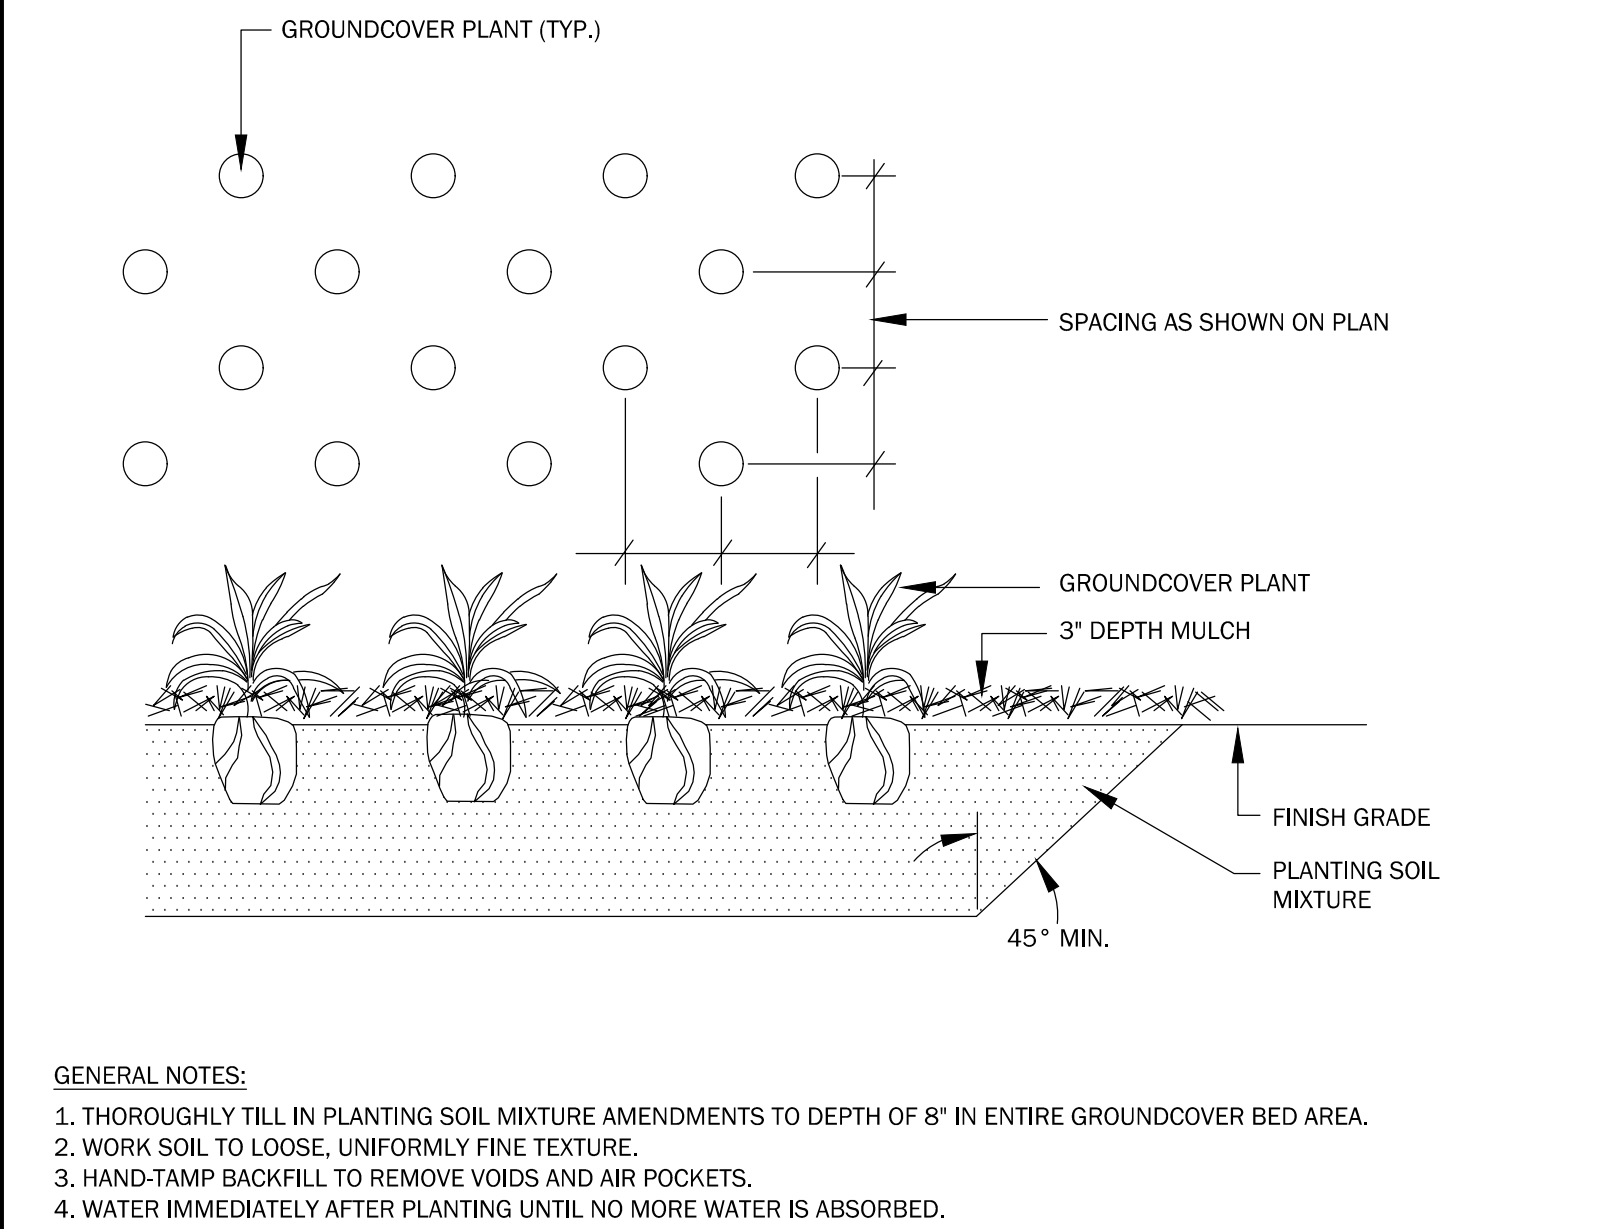 GROUNDCOVER PLANT (TYP.)
SPACING AS SHOWN ON PLAN
GROUNDCOVER PLANT
3" DEPTH MULCH
FINISH GRADE
PLANTING SOIL
MIXTURE
45° MIN.
GENERAL NOTES:
1. THOROUGHLY TILL IN PLANTING SOIL MIXTURE AMENDMENTS TO DEPTH OF 8" IN ENTIRE GROUNDCOVER BED AREA.
2. WORK SOIL TO LOOSE, UNIFORMLY FINE TEXTURE.
3. HAND-TAMP BACKFILL TO REMOVE VOIDS AND AIR POCKETS.
4. WATER IMMEDIATELY AFTER PLANTING UNTIL NO MORE WATER IS ABSORBED.